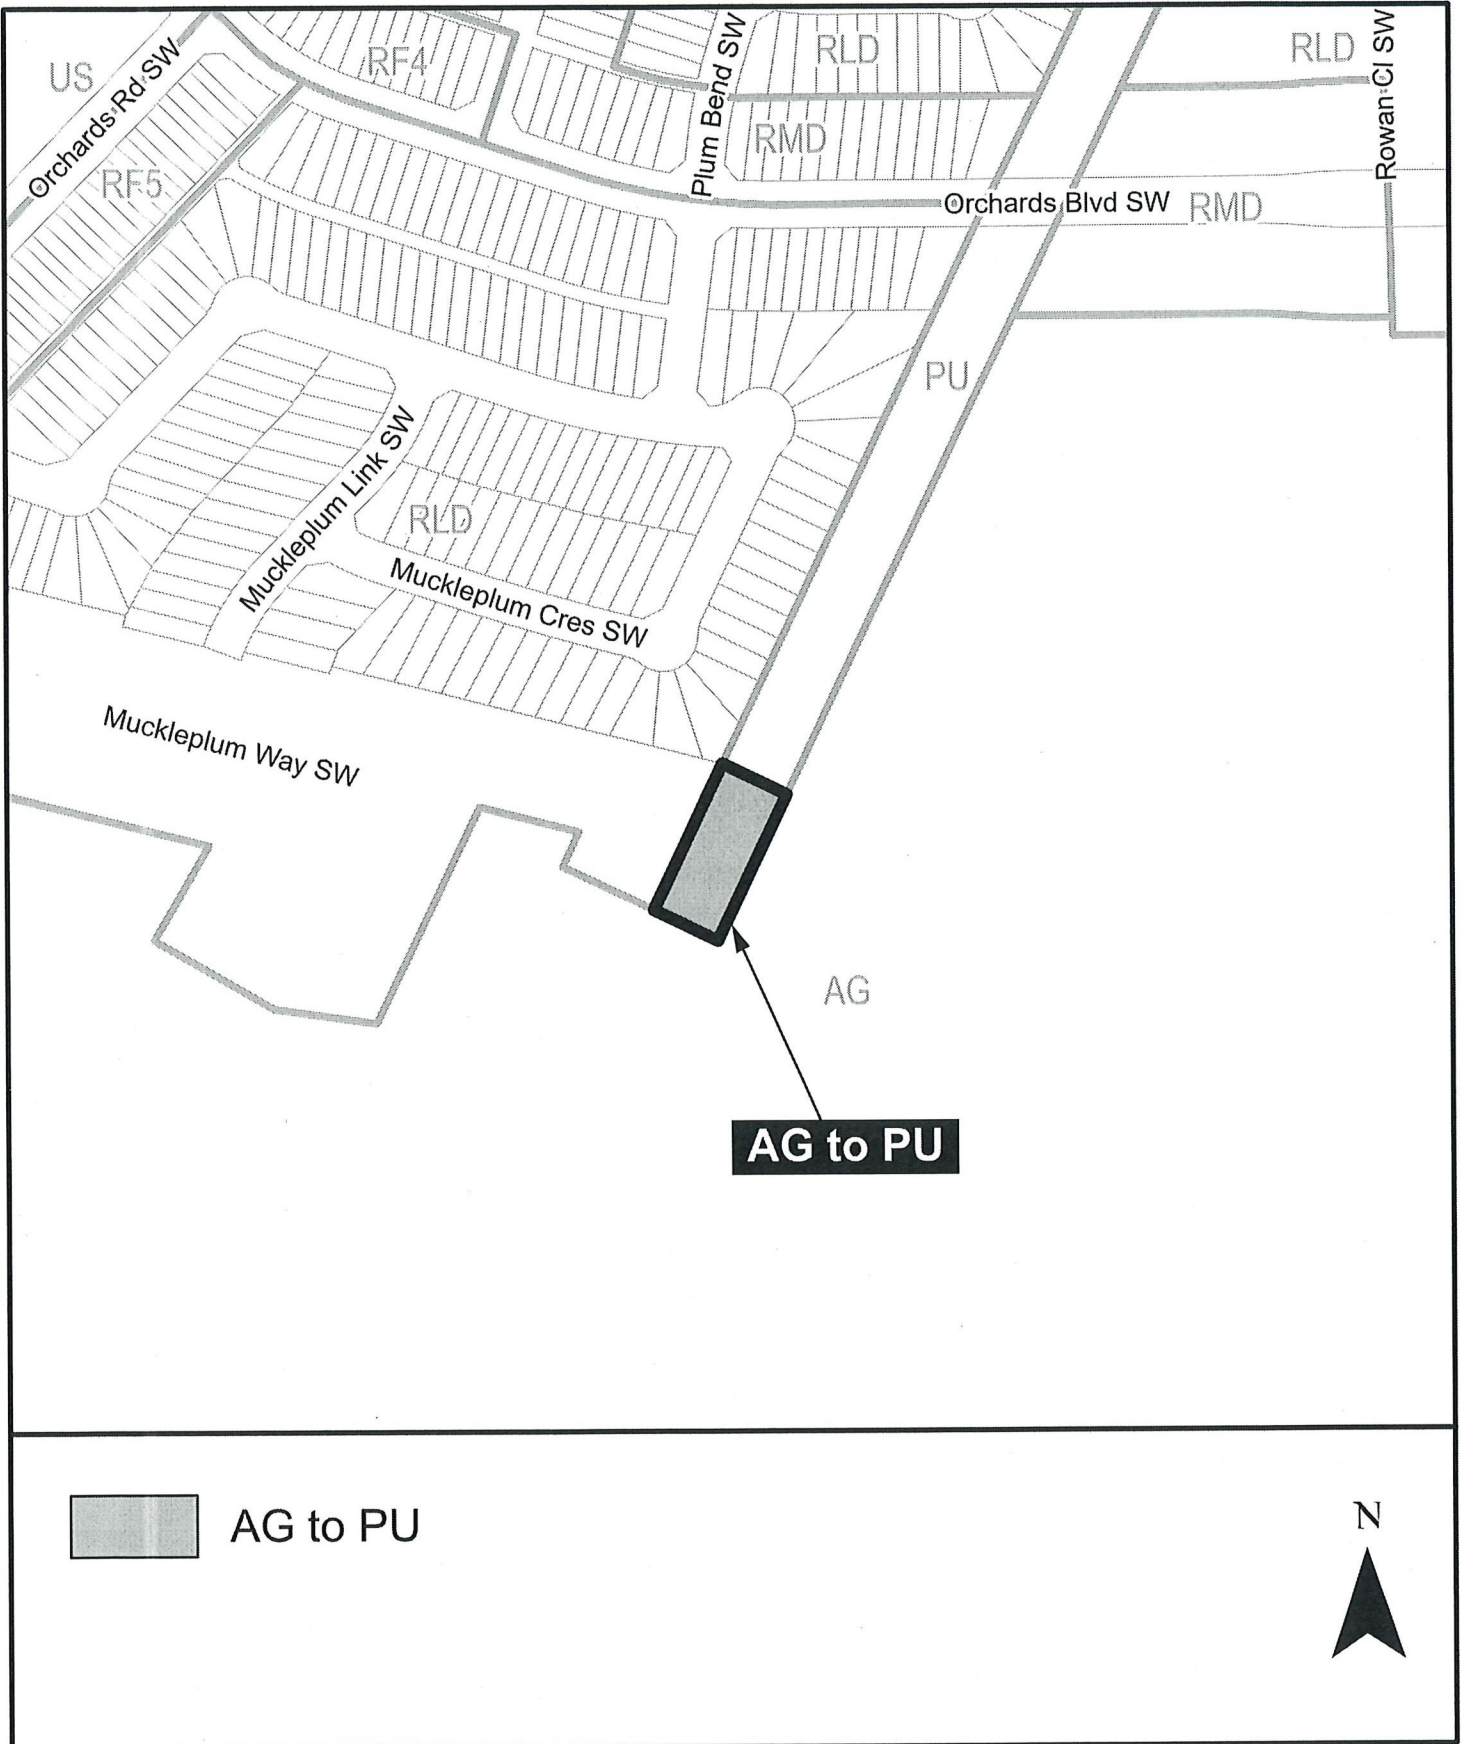 US
Orchards Rd SW
RF4
Plum Bend SW
RLD
RLD
Rowan Cl SW
RF5
RMD
Orchards Blvd SW
RMD
PU
Muckleplum Link SW
RLD
Muckleplum Cres SW
Muckleplum Way SW
AG
AG to PU
AG to PU
N